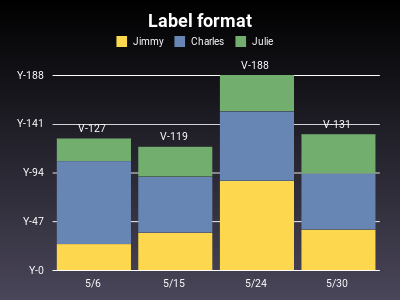 Label format
Jimmy Charles Julie
Y-188
Y-141
Y-94
Y-47
Y-0
V-127
V-119
V-188
V-131
5/6 5/15 5/24 5/30